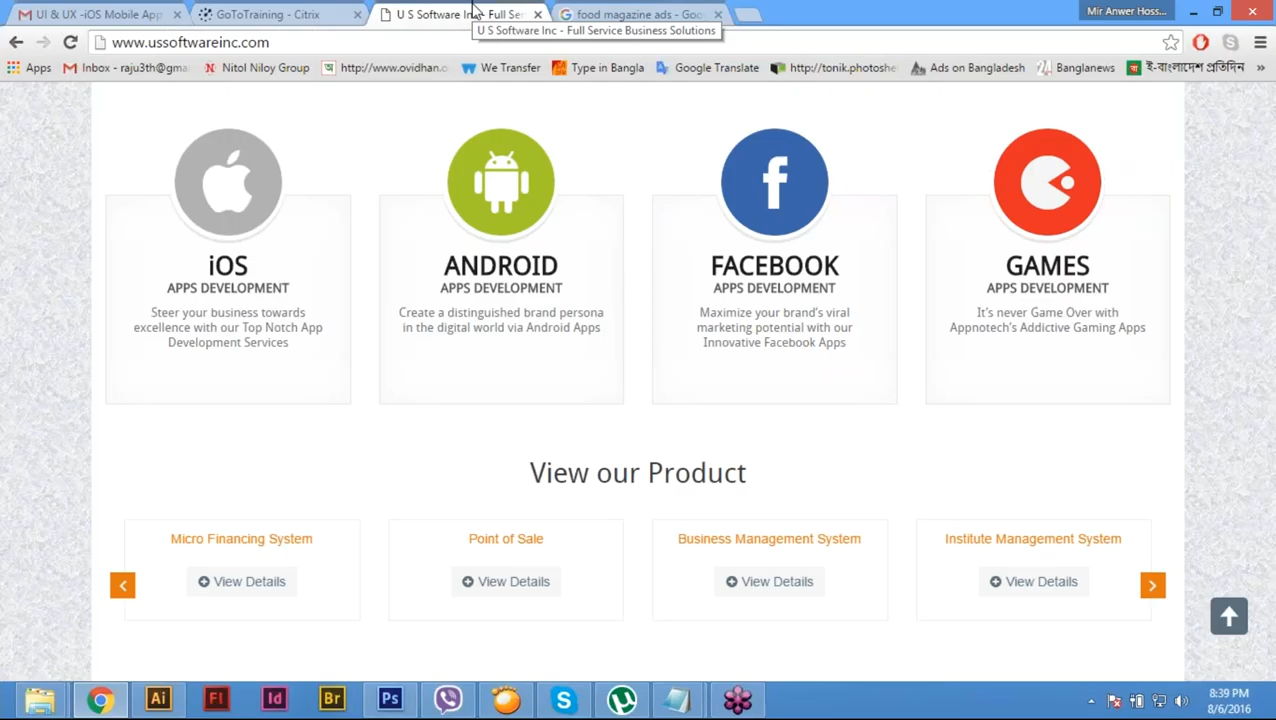 UI & UX -iOS Mobile App
GoToTraining - Citrix
U S Software Inc - Full Ser
food magazine ads - Goo
Mir Anwer Hoss...
U S Software Inc - Full Service Business Solutions
www.ussoftwareinc.com
Apps
Inbox - raju3th@gma
Nitol Niloy Group
http://www.ovidhan.o
We Transfer
Type in Bangla
Google Translate
http://tonik.photoshe
Ads on Bangladesh
Banglanews
ই-বাংলাদেশ প্রতিদিন
»
iOS
APPS DEVELOPMENT
Steer your business towards
excellence with our Top Notch App
Development Services
ANDROID
APPS DEVELOPMENT
Create a distinguished brand persona
in the digital world via Android Apps
FACEBOOK
APPS DEVELOPMENT
Maximize your brand's viral
marketing potential with our
Innovative Facebook Apps
GAMES
APPS DEVELOPMENT
It's never Game Over with
Appnotech's Addictive Gaming Apps
View our Product
Micro Financing System
View Details
Point of Sale
View Details
Business Management System
View Details
Institute Management System
View Details
Ai
Fl
Id
Br
Ps
8:39 PM
8/6/2016